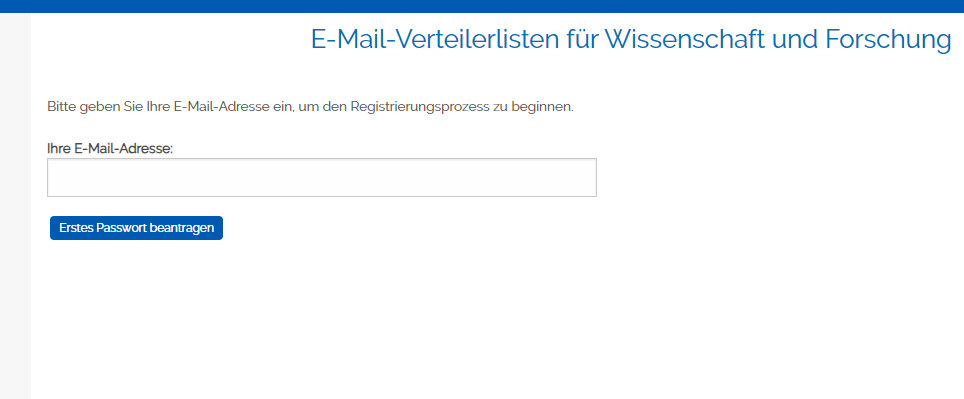 E-Mail-Verteilerlisten für Wissenschaft und Forschung
Bitte geben Sie Ihre E-Mail-Adresse ein, um den Registrierungsprozess zu beginnen.
Ihre E-Mail-Adresse:
Erstes Passwort beantragen